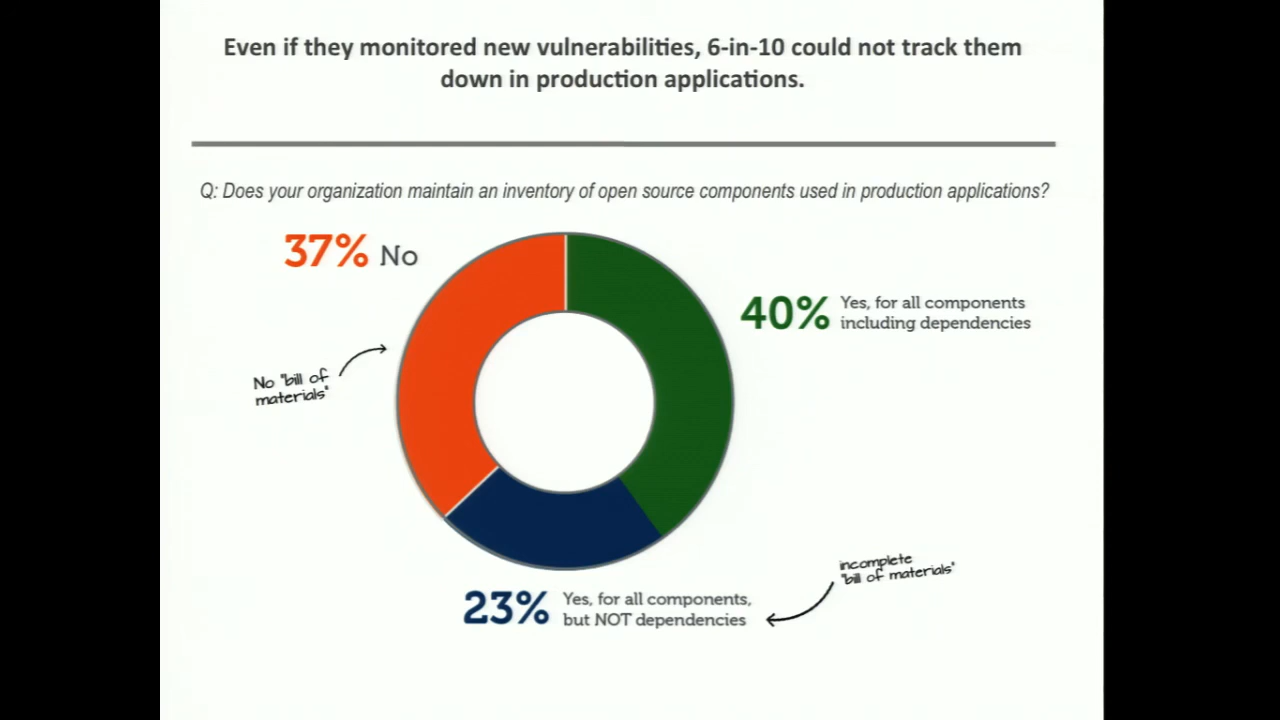 Even if they monitored new vulnerabilities, 6-in-10 could not track them
down in production applications.
Q: Does your organization maintain an inventory of open source components used in production applications?
37% No
40% Yes, for all components
including dependencies
No "bill of
materials"
incomplete
"bill of materials"
23% Yes, for all components,
but NOT dependencies